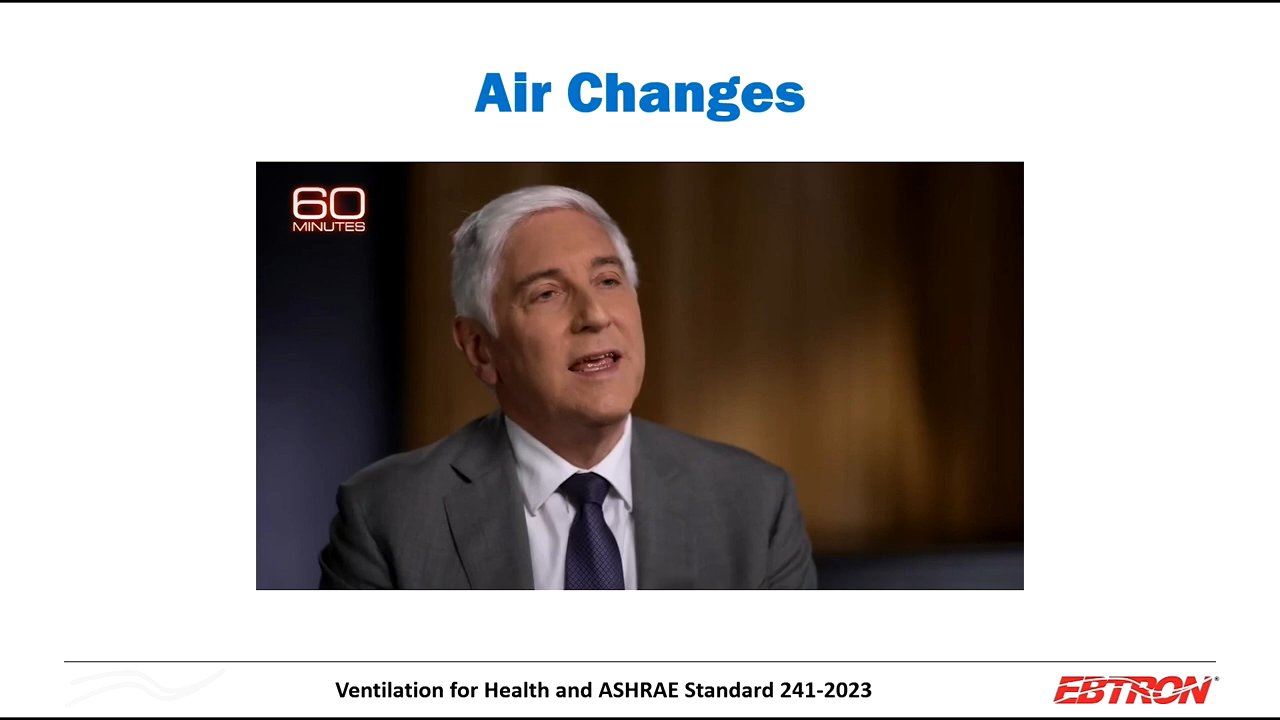 Air Changes
60
MINUTES
Ventilation for Health and ASHRAE Standard 241-2023
EBTRON®